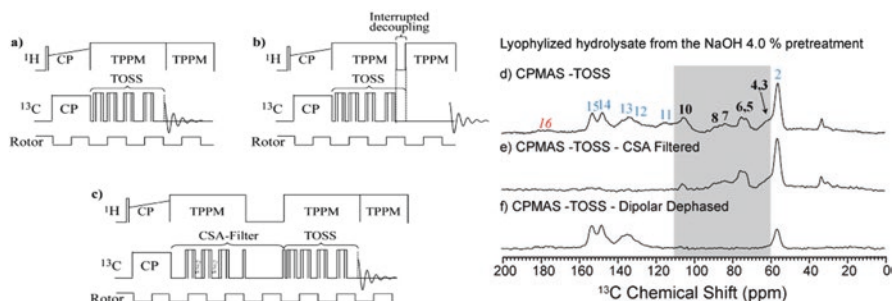 a)
¹H
CP
TPPM
TPPM
TOSS
¹³C
CP
Rotor
b)
Interrupted
decoupling
¹H
CP
TPPM
TPPM
TOSS
¹³C
CP
Rotor
c)
¹H
CP
TPPM
TPPM
TPPM
CSA-Filter
TOSS
¹³C
CP
Rotor
Lyophylized hydrolysate from the NaOH 4.0 % pretreatment
d) CPMAS -TOSS
16
15 14
13 12
11
10
8 7
6,5
4,3
2
e) CPMAS -TOSS - CSA Filtered
f) CPMAS -TOSS - Dipolar Dephased
200 180 160 140 120 100 80 60 40 20 0
¹³C Chemical Shift (ppm)